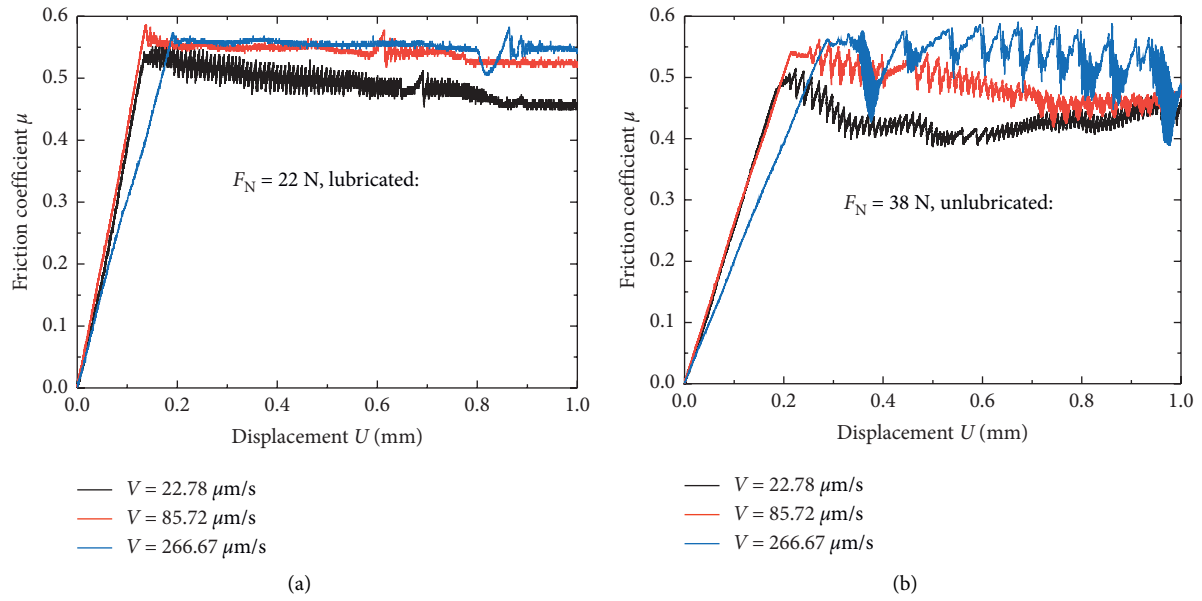 0.6
0.5
0.4
0.3
0.2
0.1
0.0
Friction coefficient μ
F_N = 22 N, lubricated:
0.0 0.2 0.4 0.6 0.8 1.0
Displacement U (mm)
V = 22.78 μm/s
V = 85.72 μm/s
V = 266.67 μm/s
(a)
0.6
0.5
0.4
0.3
0.2
0.1
0.0
Friction coefficient μ
F_N = 38 N, unlubricated:
0.0 0.2 0.4 0.6 0.8 1.0
Displacement U (mm)
V = 22.78 μm/s
V = 85.72 μm/s
V = 266.67 μm/s
(b)